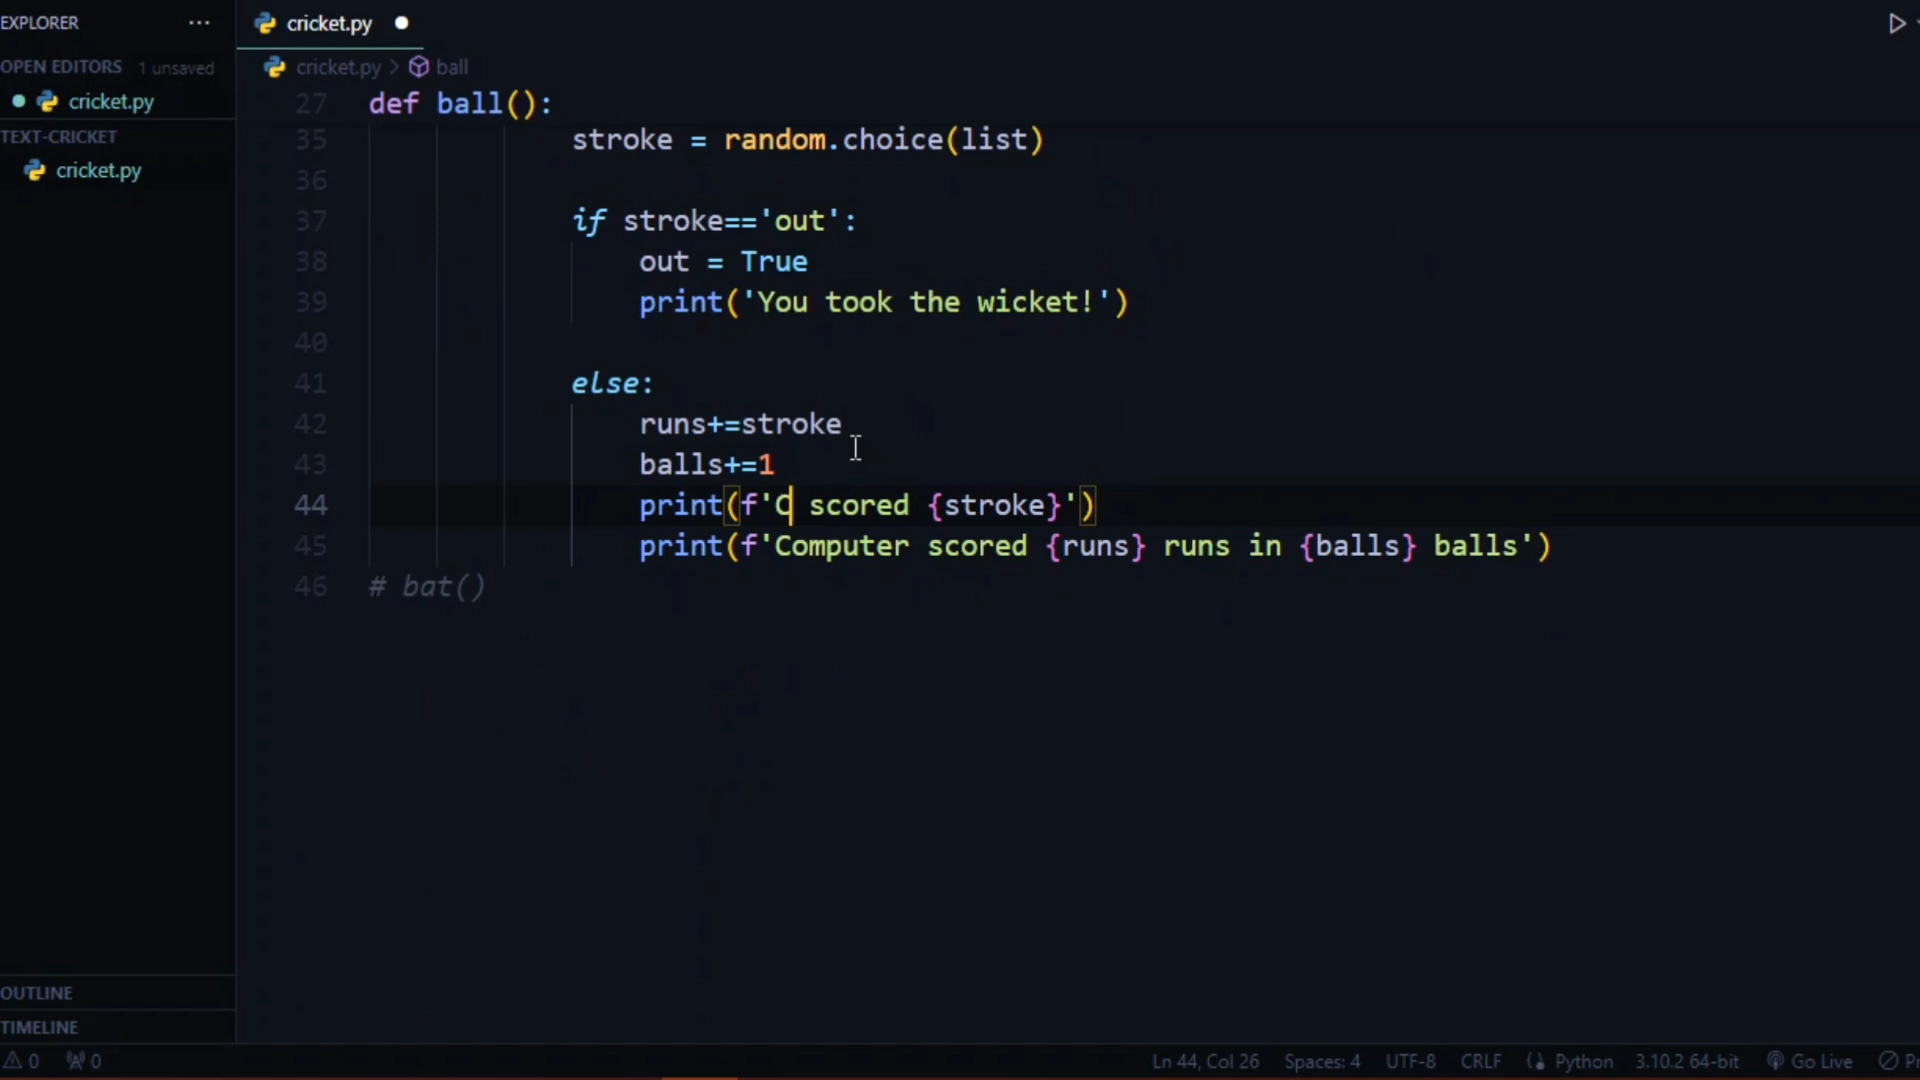 EXPLORER ···
cricket.py
OPEN EDITORS 1 unsaved
cricket.py
TEXT-CRICKET
cricket.py
cricket.py > ball
27 def ball():
35 stroke = random.choice(list)
36
37 if stroke=='out':
38 out = True
39 print('You took the wicket!')
40
41 else:
42 runs+=stroke
43 balls+=1
44 print(f'C scored {stroke}')
45 print(f'Computer scored {runs} runs in {balls} balls')
46 # bat()
OUTLINE
TIMELINE
0 0 Ln 44, Col 26 Spaces: 4 UTF-8 CRLF Python 3.10.2 64-bit Go Live